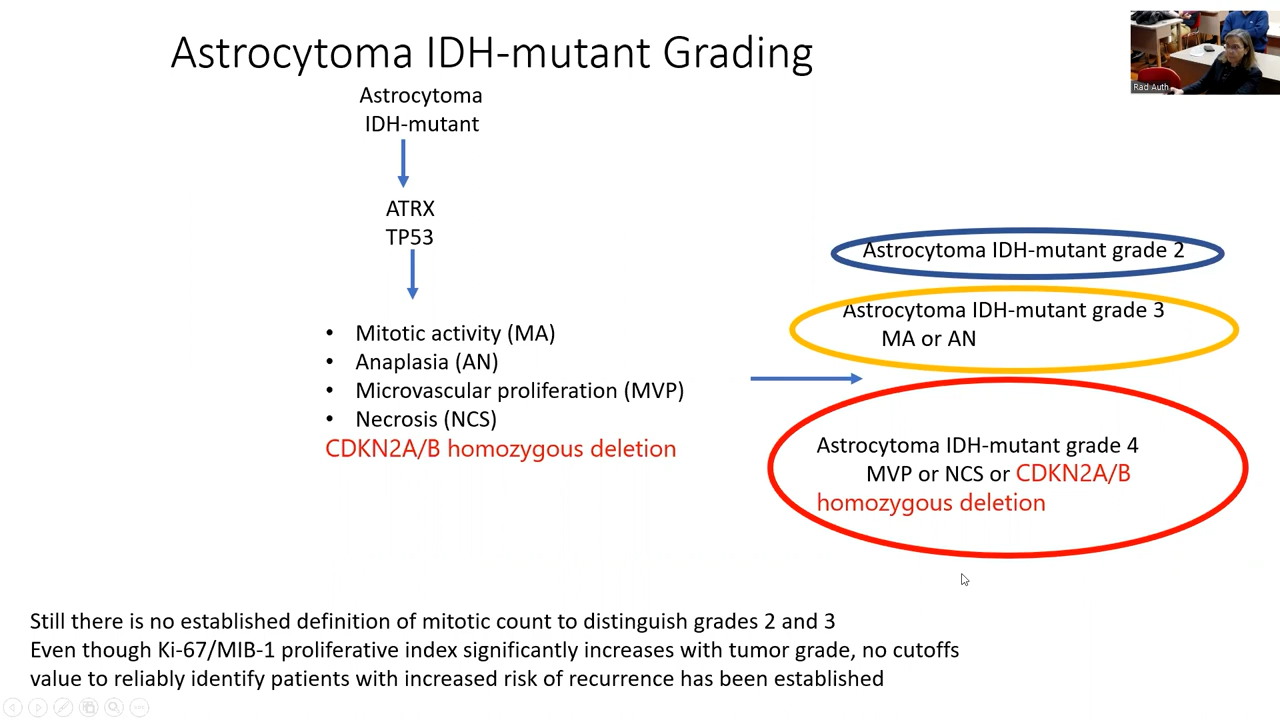 Astrocytoma IDH-mutant Grading
Rad Auth
Astrocytoma
IDH-mutant
ATRX
TP53
• Mitotic activity (MA)
• Anaplasia (AN)
• Microvascular proliferation (MVP)
• Necrosis (NCS)
CDKN2A/B homozygous deletion
Astrocytoma IDH-mutant grade 2
Astrocytoma IDH-mutant grade 3
MA or AN
Astrocytoma IDH-mutant grade 4
MVP or NCS or CDKN2A/B
homozygous deletion
Still there is no established definition of mitotic count to distinguish grades 2 and 3
Even though Ki-67/MIB-1 proliferative index significantly increases with tumor grade, no cutoffs
value to reliably identify patients with increased risk of recurrence has been established